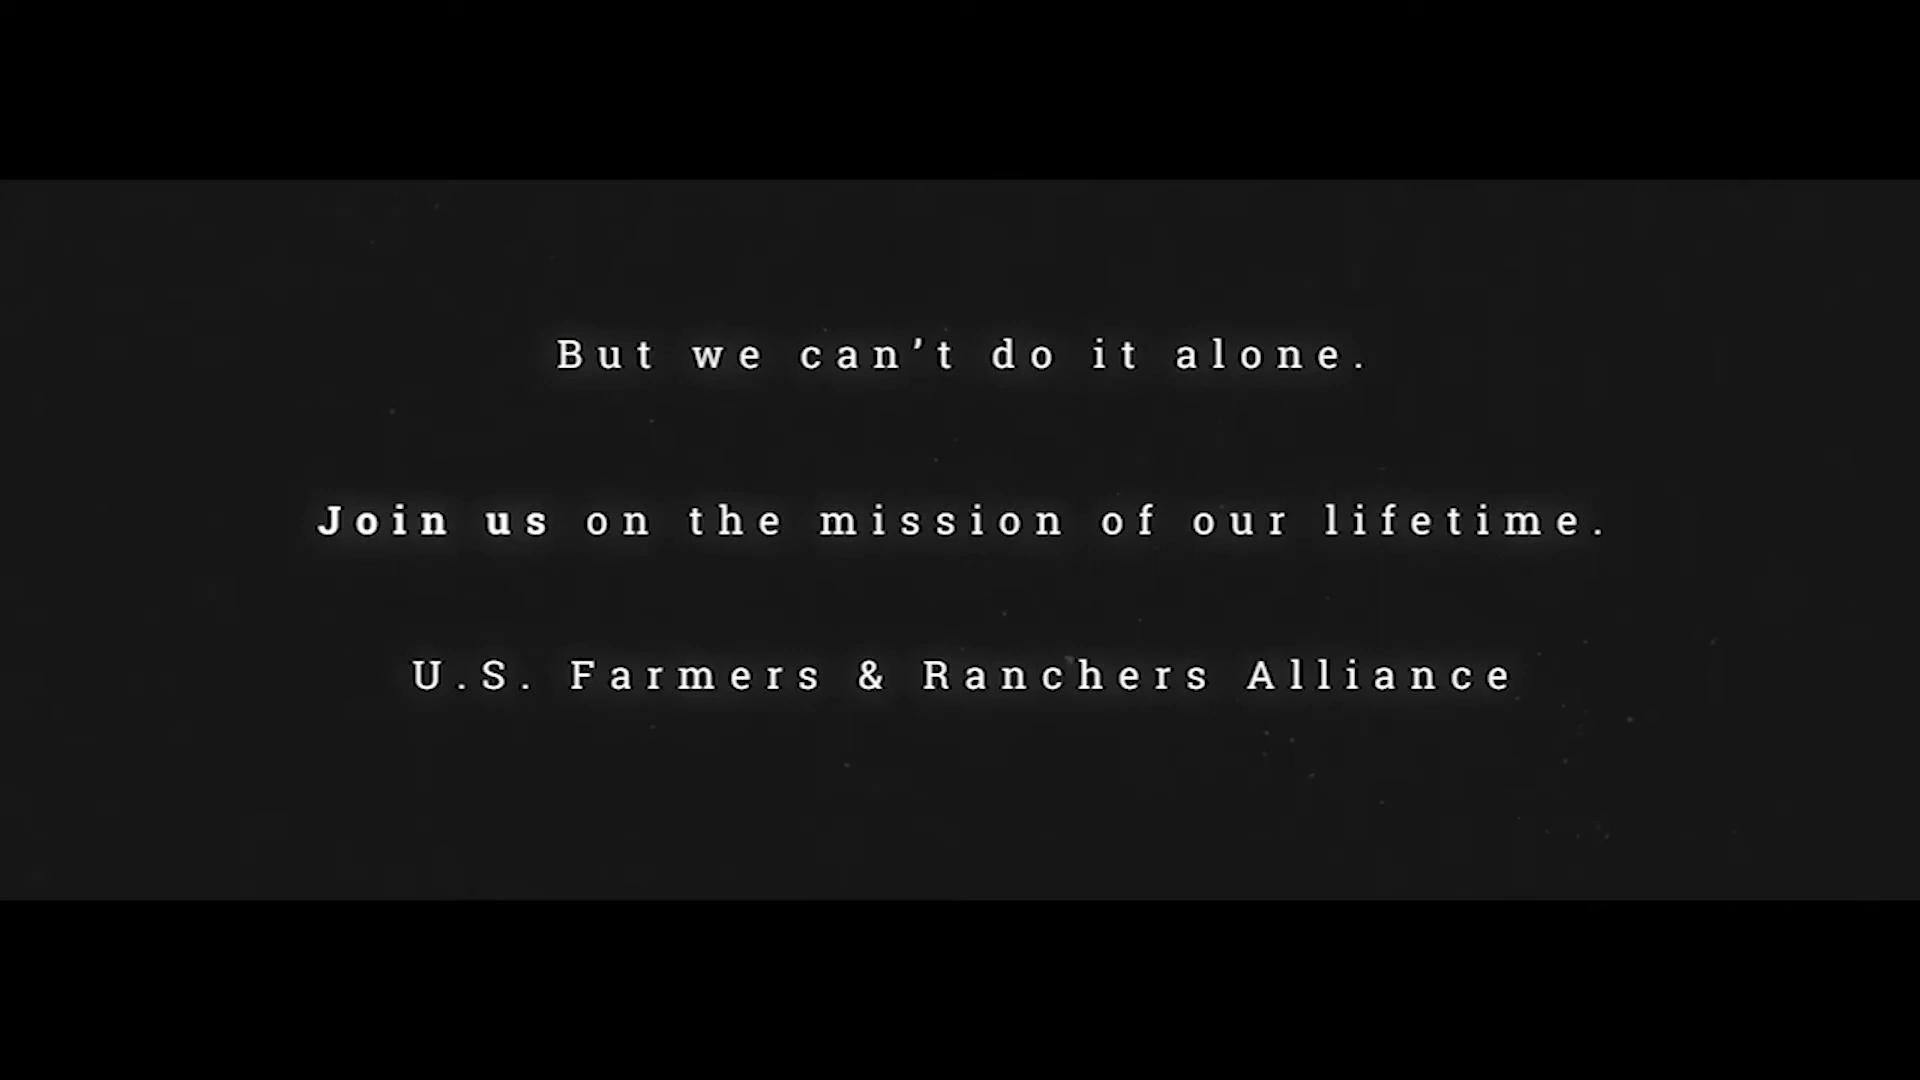 But we can’t do it alone.
Join us on the mission of our lifetime.
U.S. Farmers & Ranchers Alliance